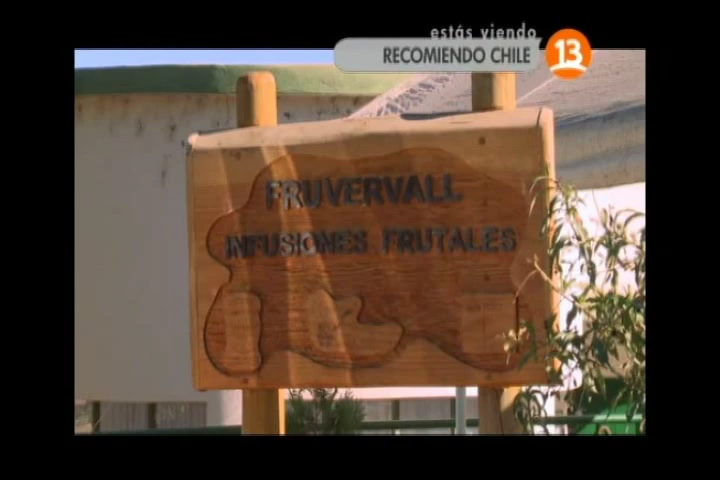 estás viendo
RECOMIENDO CHILE
13
FRUVERVALL
INFUSIONES FRUTALES